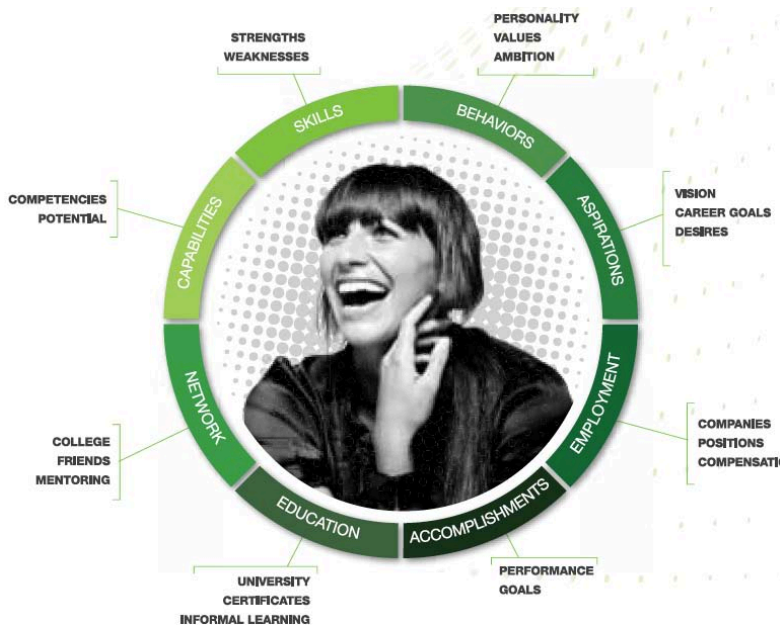 PERSONALITY
VALUES
AMBITION
STRENGTHS
WEAKNESSES
SKILLS
BEHAVIORS
COMPETENCIES
POTENTIAL
CAPABILITIES
ASPIRATIONS
VISION
CAREER GOALS
DESIRES
NETWORK
EMPLOYMENT
COLLEGE
FRIENDS
MENTORING
COMPANIES
POSITIONS
COMPENSATIO
EDUCATION
ACCOMPLISHMENTS
UNIVERSITY
CERTIFICATES
INFORMAL LEARNING
PERFORMANCE
GOALS